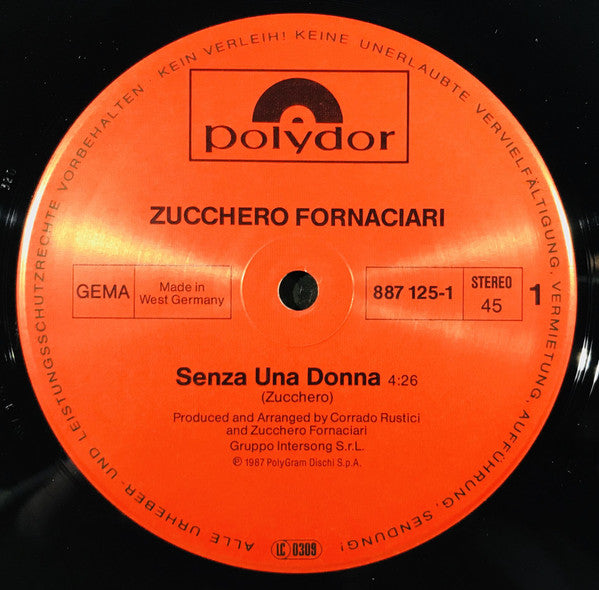 ALLE URHEBER- UND LEISTUNGSSCHUTZRECHTE VORBEHALTEN · KEIN VERLEIH! KEINE UNERLAUBTE VERVIELFÄLTIGUNG, VERMIETUNG, AUFFÜHRUNG, SENDUNG!
polydor
ZUCCHERO FORNACIARI
GEMA
Made in
West Germany
887 125-1
STEREO
45
1
Senza Una Donna 4:26
(Zucchero)
Produced and Arranged by Corrado Rustici
and Zucchero Fornaciari
Gruppo Intersong S.r.L.
℗ 1987 PolyGram Dischi S.p.A.
LC 0309